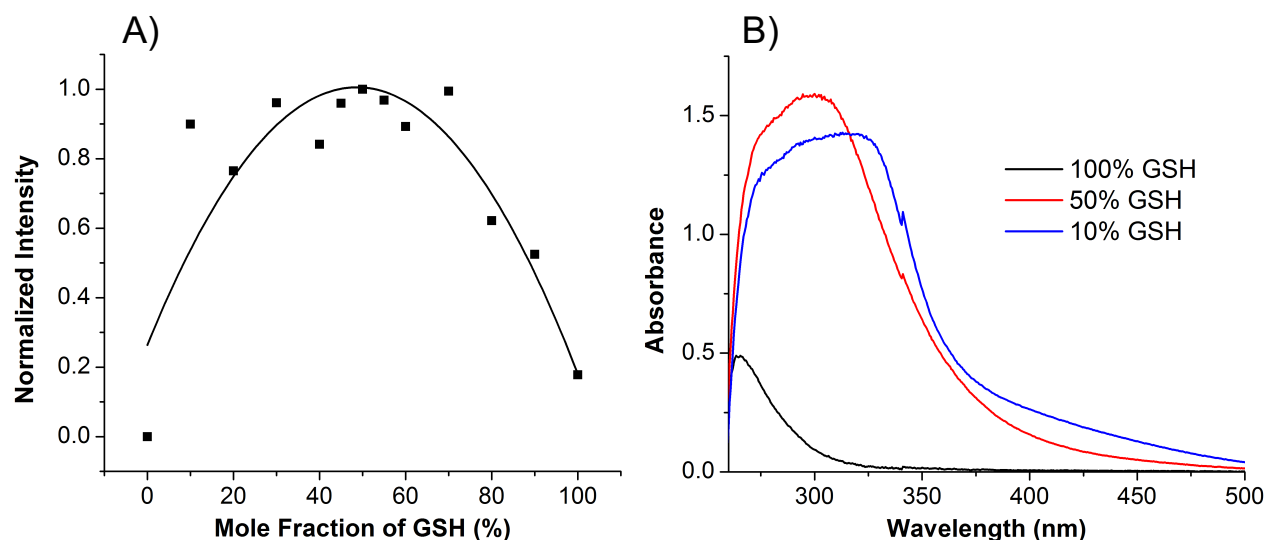 A)
Normalized Intensity
1.0
0.8
0.6
0.4
0.2
0.0
0 20 40 60 80 100
Mole Fraction of GSH (%)
B)
Absorbance
1.5
1.0
0.5
0.0
300 350 400 450 500
Wavelength (nm)
100% GSH
50% GSH
10% GSH